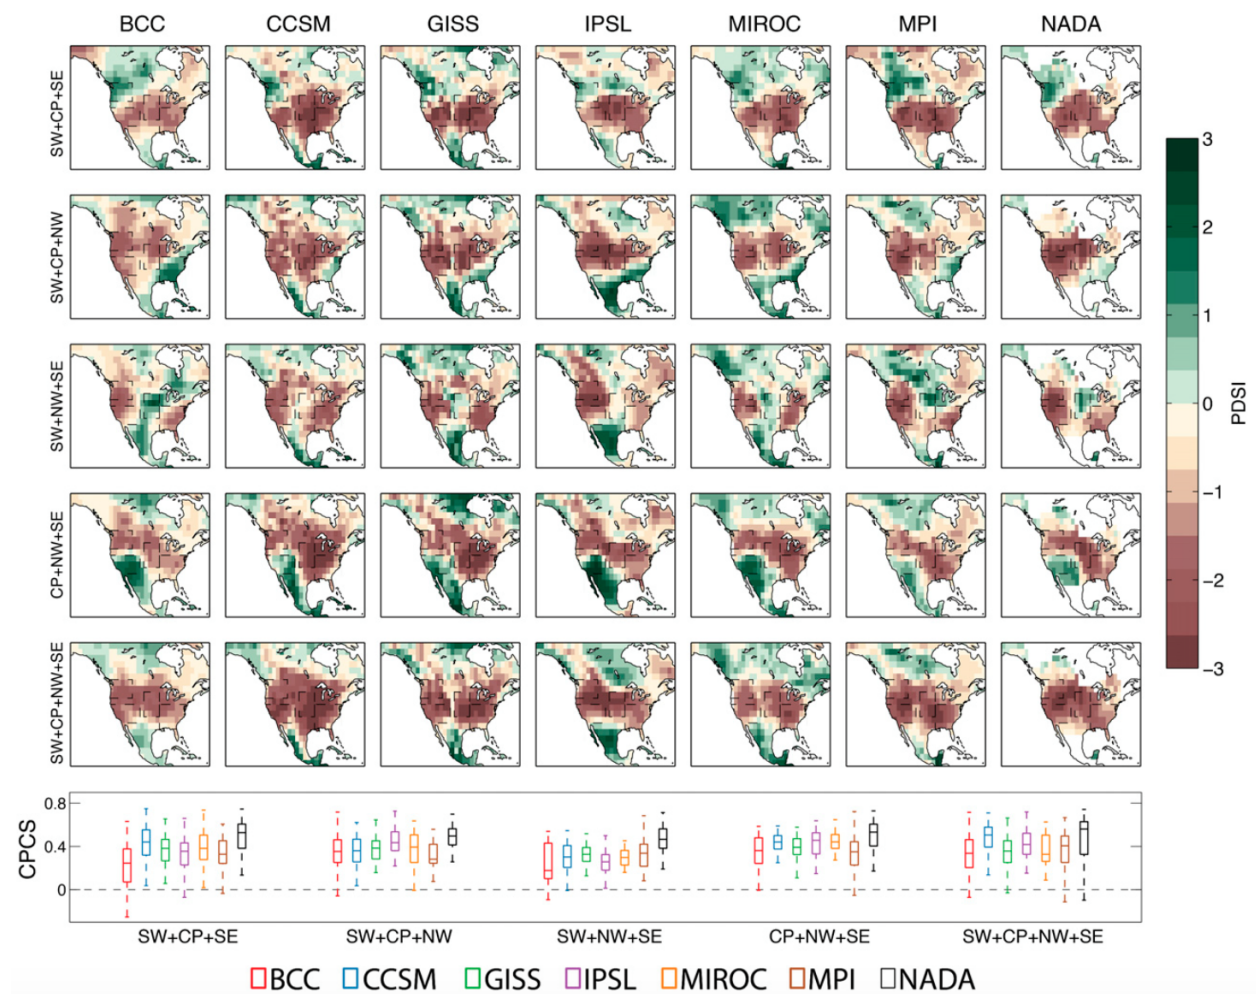 BCC CCSM GISS IPSL MIROC MPI NADA
SW+CP+SE
SW+CP+NW
SW+NW+SE
CP+NW+SE
SW+CP+NW+SE
3
2
1
0
−1
−2
−3
PDSI
0.8
0.4
0
CPCS
SW+CP+SE SW+CP+NW SW+NW+SE CP+NW+SE SW+CP+NW+SE
BCC CCSM GISS IPSL MIROC MPI NADA